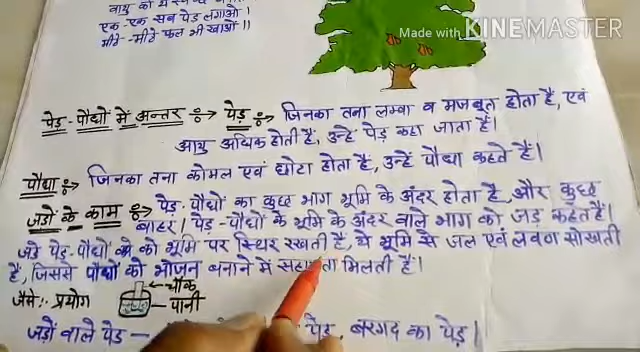 Made with KINEMASTER
वायु को ये स्वच्छ
एक-एक सब पेड़ लगाओ ।
मीठे-मीठे फल भी खाओ ।।
पेड़-पौधों में अन्तर :→ पेड़ :→ जिनका तना लम्बा व मजबूत होता है, एवं
आयु अधिक होती हैं, उन्हें पेड़ कहा जाता हैं।
पौधा :→ जिनका तना कोमल एवं छोटा होता है, उन्हें पौधा कहते हैं।
जड़ो के काम :→ पेड़-पौधों का कुछ भाग भूमि के अंदर होता है, और कुछ
बाहर। पेड़-पौधों के भूमि के अंदर वाले भाग को जड़ कहते हैं।
जड़े पेड़-पौधों को भूमि पर स्थिर रखती हैं, ये भूमि से जल एवं लवण सोखती
हैं, जिससे पौधों को भोजन बनाने में सहायता मिलती हैं।
जैसे:- प्रयोग
चॉक
पानी
जड़ों वाले पेड़ — पेड़, बरगद का पेड़।